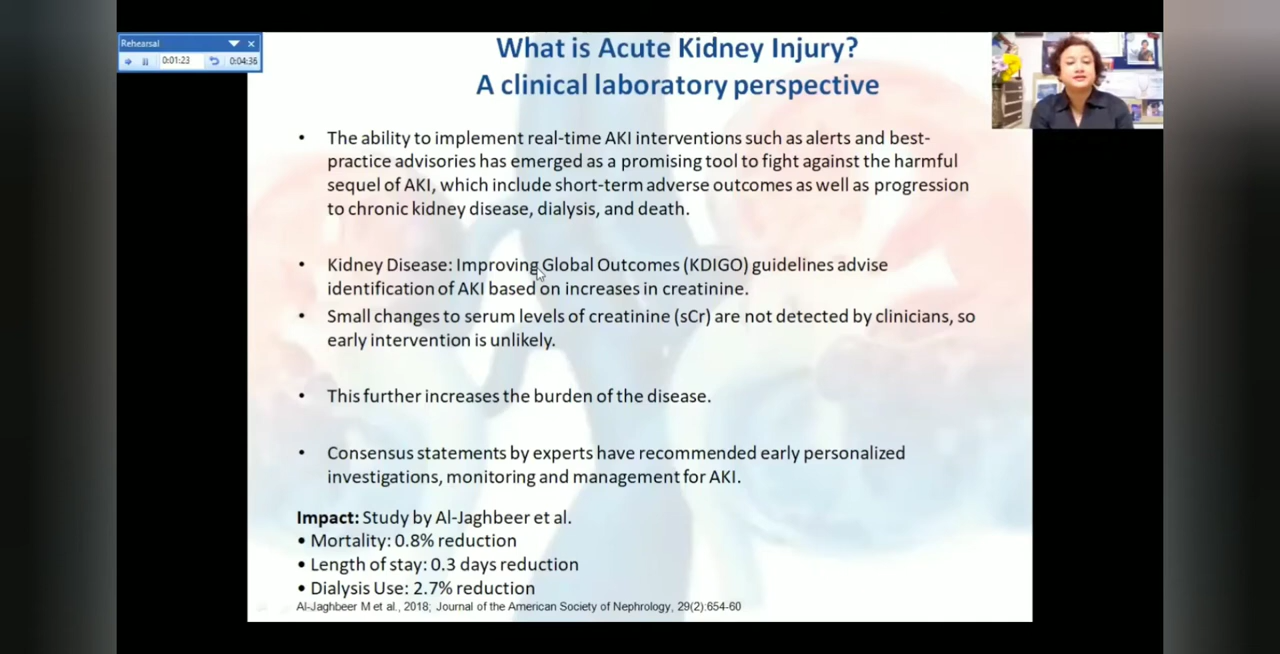 Rehearsal
0:01:23
0:04:36
What is Acute Kidney Injury?
A clinical laboratory perspective
• The ability to implement real-time AKI interventions such as alerts and best-
practice advisories has emerged as a promising tool to fight against the harmful
sequel of AKI, which include short-term adverse outcomes as well as progression
to chronic kidney disease, dialysis, and death.
• Kidney Disease: Improving Global Outcomes (KDIGO) guidelines advise
identification of AKI based on increases in creatinine.
• Small changes to serum levels of creatinine (sCr) are not detected by clinicians, so
early intervention is unlikely.
• This further increases the burden of the disease.
• Consensus statements by experts have recommended early personalized
investigations, monitoring and management for AKI.
Impact: Study by Al-Jaghbeer et al.
• Mortality: 0.8% reduction
• Length of stay: 0.3 days reduction
• Dialysis Use: 2.7% reduction
Al-Jaghbeer M et al., 2018; Journal of the American Society of Nephrology, 29(2):654-60